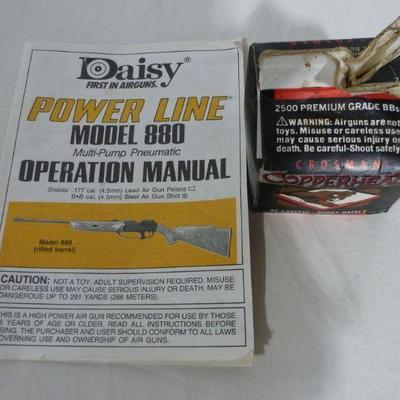 Daisy®
FIRST IN AIRGUNS.
POWER LINE®
MODEL 880
Multi-Pump Pneumatic
OPERATION MANUAL
Shoots: .177 cal. (4.5mm) Lead Air Gun Pellets
B•B cal. (4.5mm) Steel Air Gun Shot
Model 880
(rifled barrel)
CAUTION: NOT A TOY. ADULT SUPERVISION REQUIRED. MISUSE
OR CARELESS USE MAY CAUSE SERIOUS INJURY OR DEATH. MAY BE
DANGEROUS UP TO 291 YARDS (266 METERS).
THIS IS A HIGH POWER AIR GUN RECOMMENDED FOR USE BY THOSE
YEARS OF AGE OR OLDER. READ ALL INSTRUCTIONS BEFORE
USING. THE PURCHASER AND USER SHOULD CONFORM TO ALL LAWS
GOVERNING USE AND OWNERSHIP OF AIR GUNS.
2500 PREMIUM GRADE BBs
⚠WARNING: Airguns are not
toys. Misuse or careless use
may cause serious injury or
death. Be careful-Shoot safely
CROSMAN
COPPERHEAD
BE CAREFUL - SHOOT SAFELY